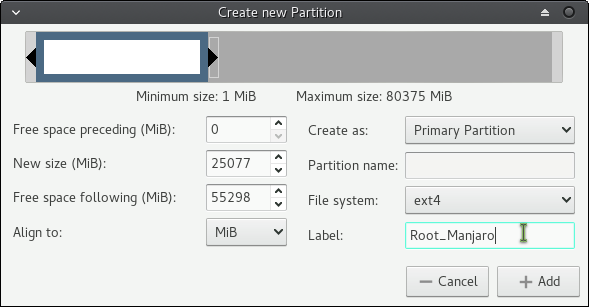 Create new Partition
Minimum size: 1 MiB Maximum size: 80375 MiB
Free space preceding (MiB): 0 Create as: Primary Partition
New size (MiB): 25077 Partition name:
Free space following (MiB): 55298 File system: ext4
Align to: MiB Label: Root_Manjaro
Cancel Add